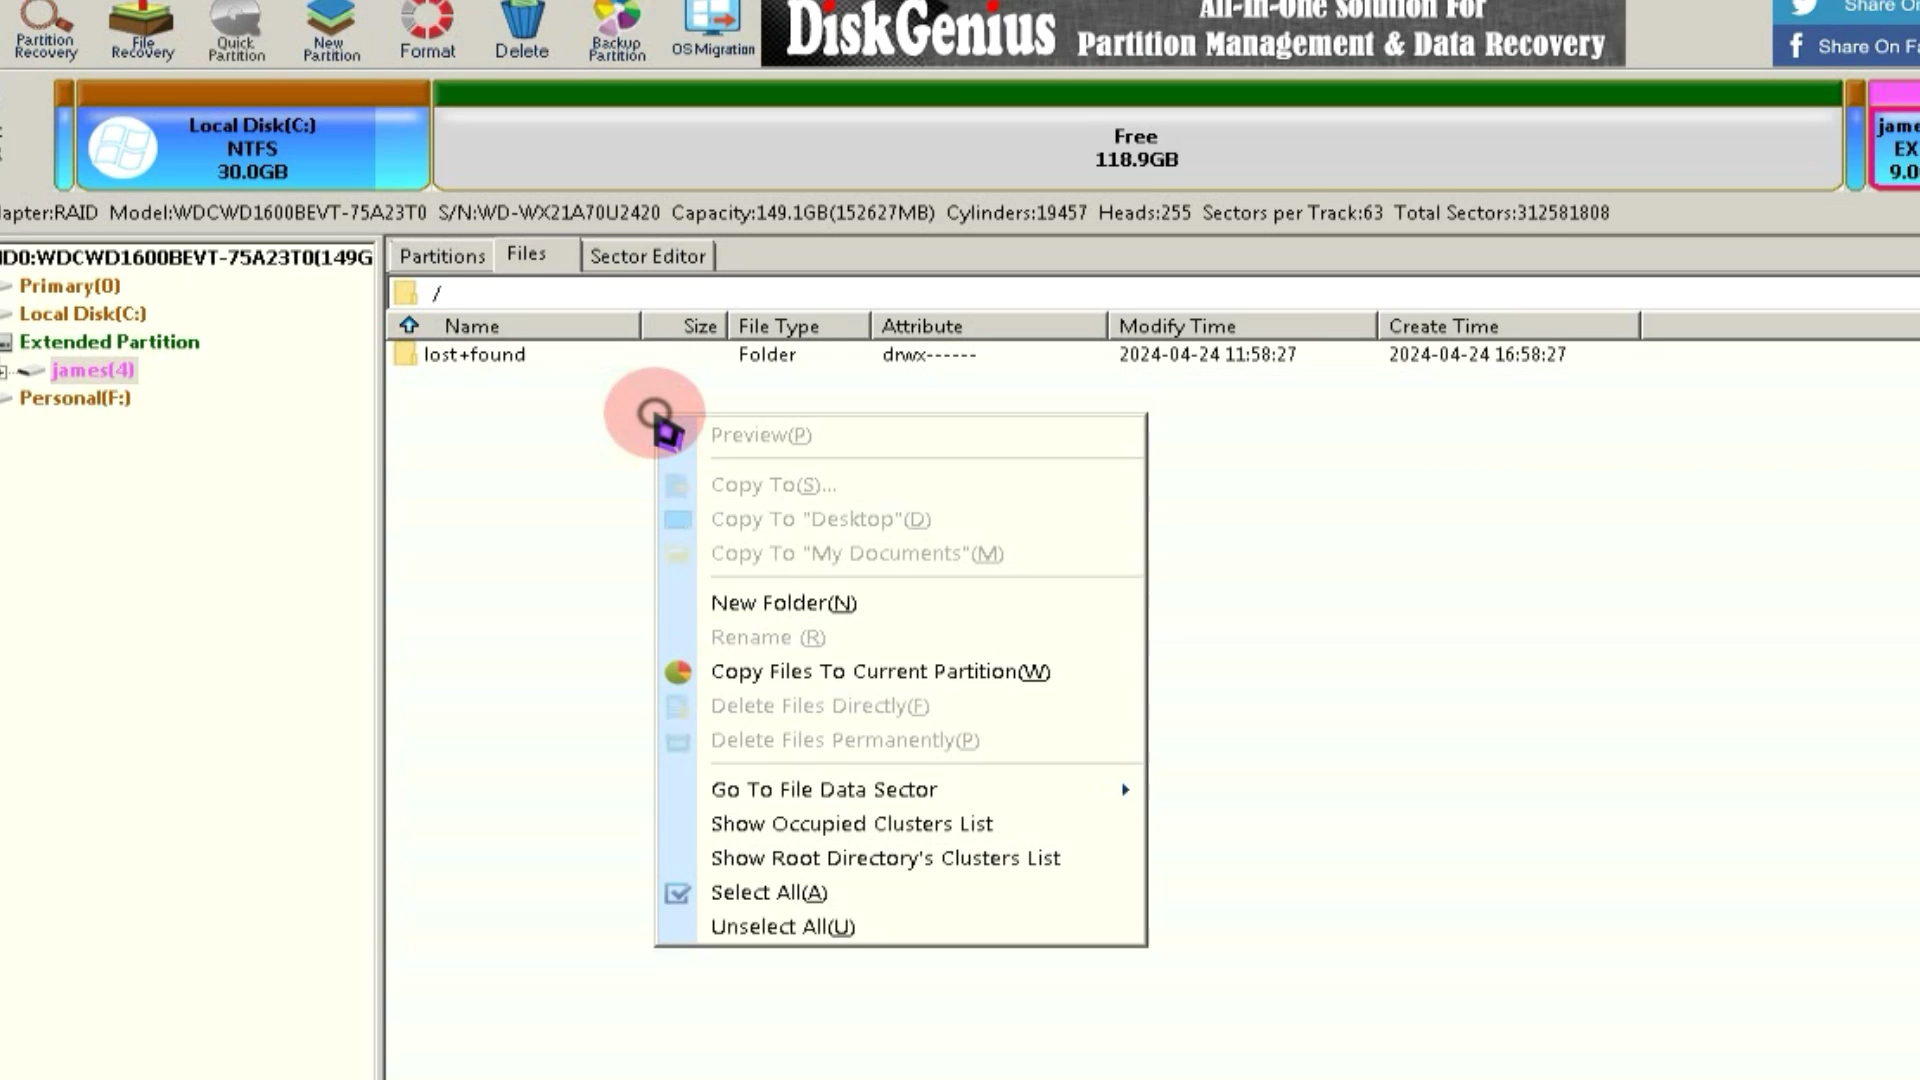 Partition
Recovery
File
Recovery
Quick
Partition
New
Partition
Format
Delete
Backup
Partition
OS Migration
DiskGenius
All-In-One Solution For
Partition Management & Data Recovery
Share On
Share On Fa
Local Disk(C:)
NTFS
30.0GB
Free
118.9GB
jame
EX
9.0
apter:RAID Model:WDCWD1600BEVT-75A23T0 S/N:WD-WX21A70U2420 Capacity:149.1GB(152627MB) Cylinders:19457 Heads:255 Sectors per Track:63 Total Sectors:312581808
D0:WDCWD1600BEVT-75A23T0(149G
Primary(0)
Local Disk(C:)
Extended Partition
james(4)
Personal(F:)
Partitions Files Sector Editor
/
Name Size File Type Attribute Modify Time Create Time
lost+found Folder drwx------ 2024-04-24 11:58:27 2024-04-24 16:58:27
Preview(P)
Copy To(S)...
Copy To "Desktop"(D)
Copy To "My Documents"(M)
New Folder(N)
Rename (R)
Copy Files To Current Partition(W)
Delete Files Directly(F)
Delete Files Permanently(P)
Go To File Data Sector
Show Occupied Clusters List
Show Root Directory's Clusters List
Select All(A)
Unselect All(U)